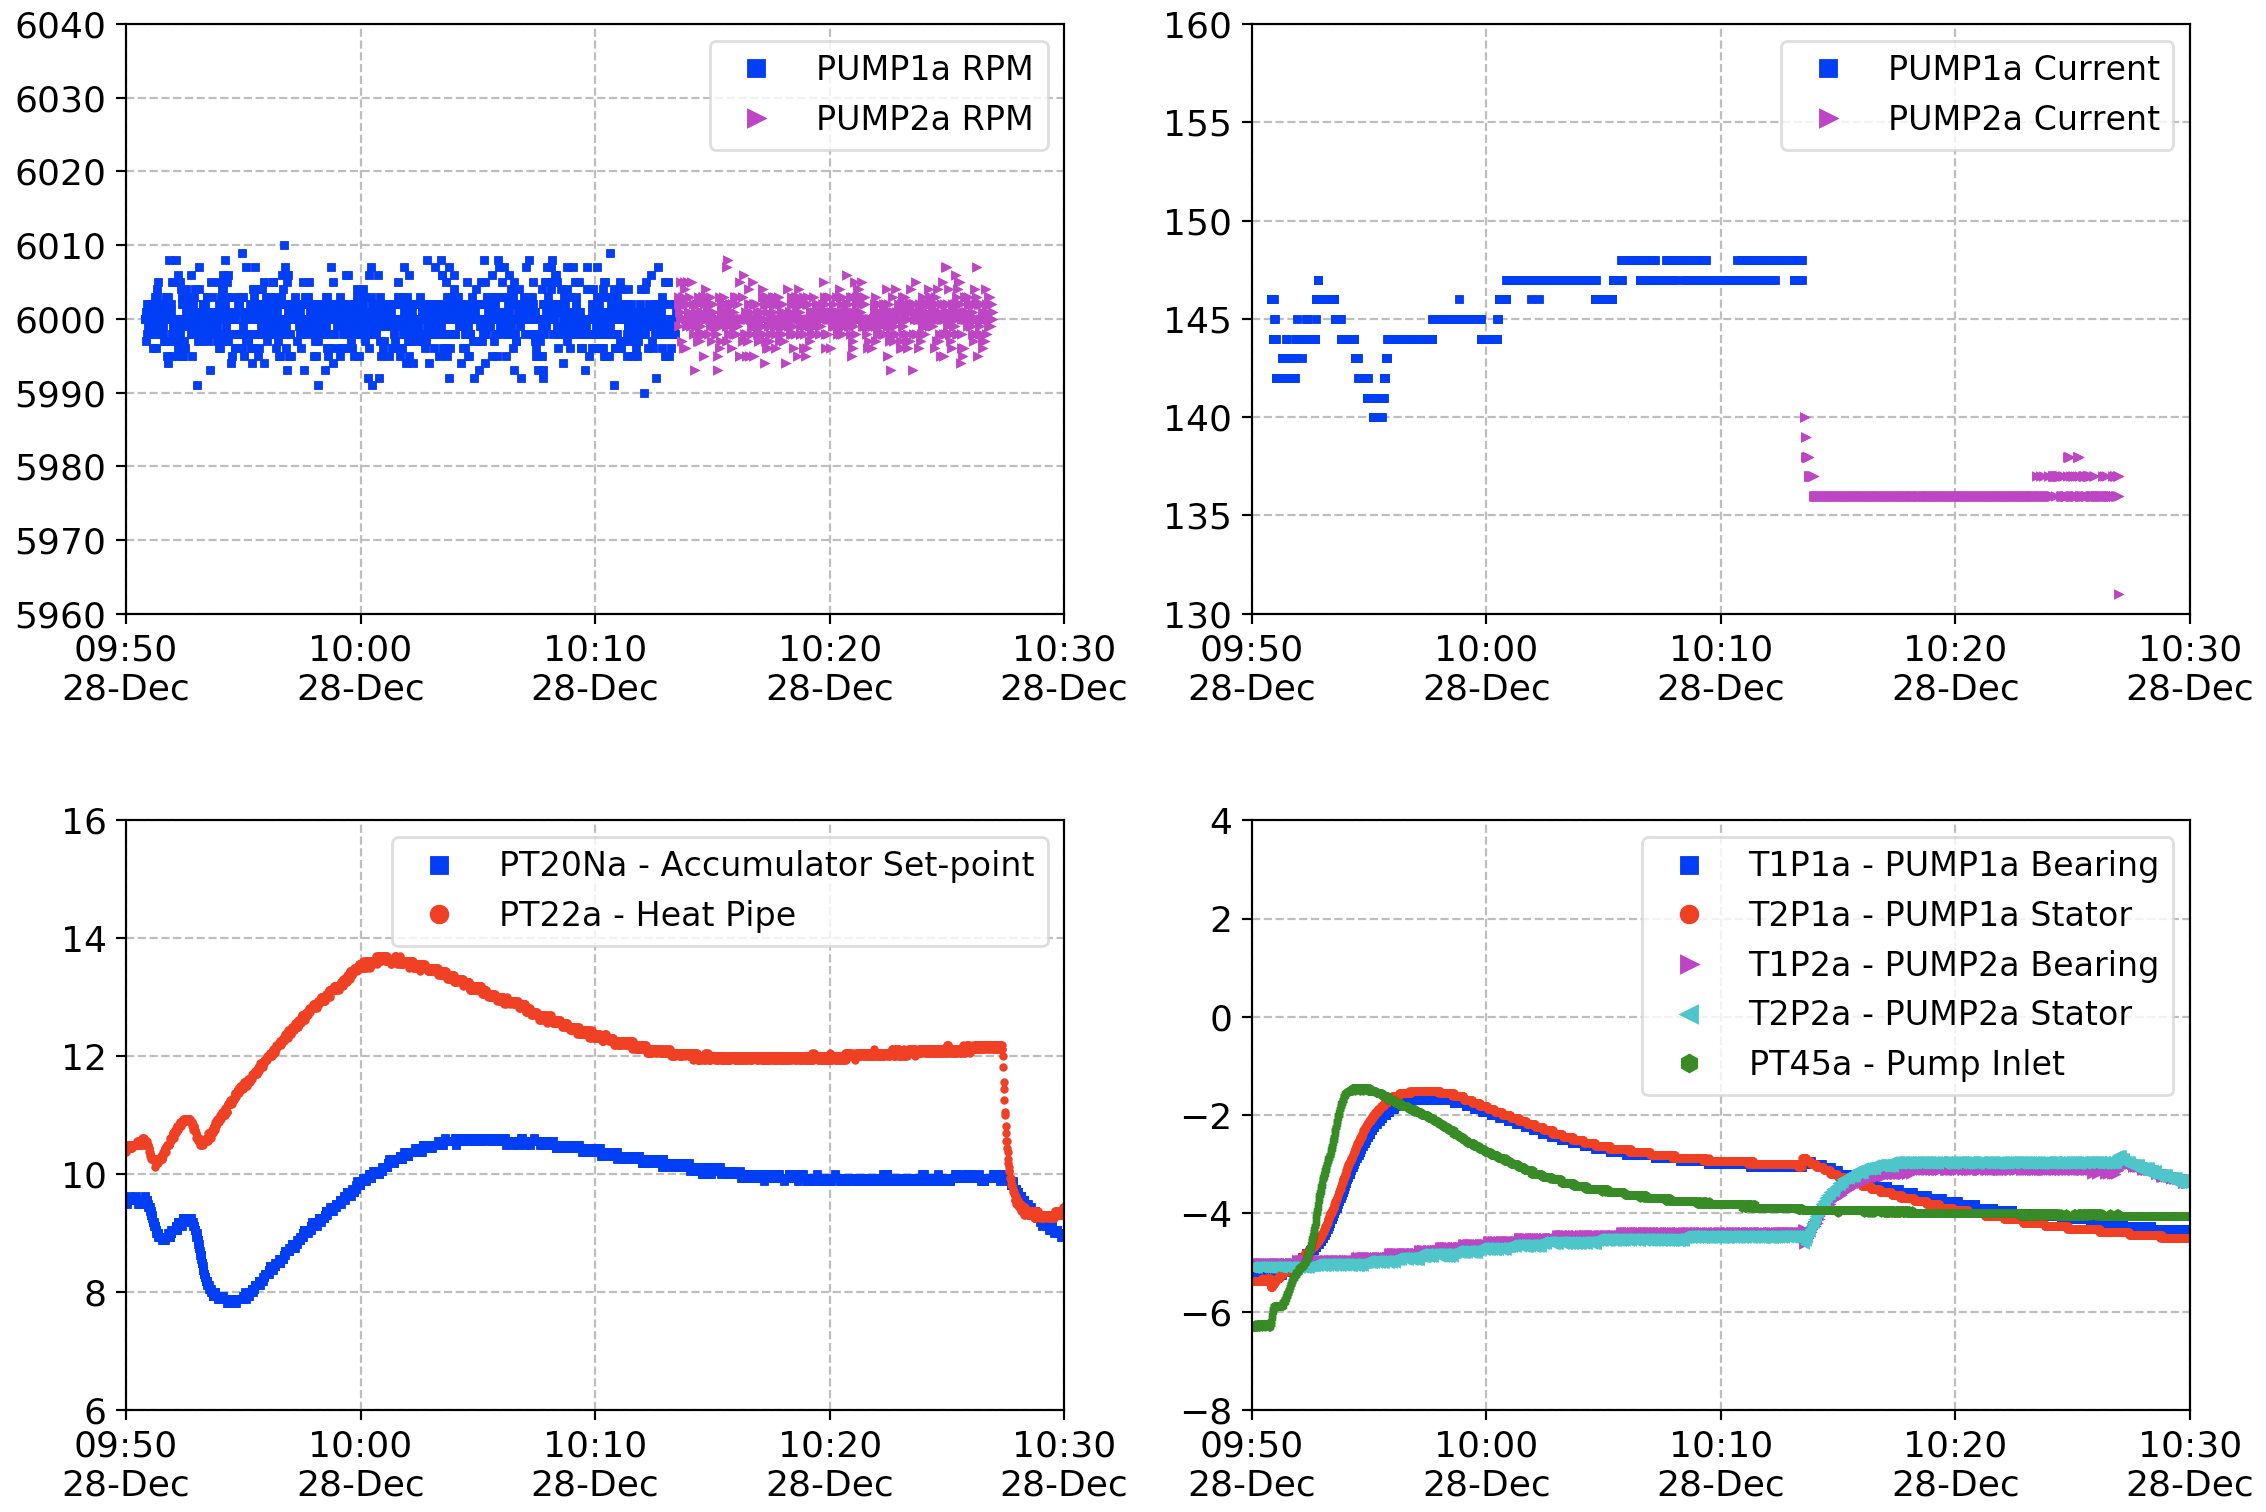 6040
6030
6020
6010
6000
5990
5980
5970
5960
PUMP1a RPM
PUMP2a RPM
09:50 10:00 10:10 10:20 10:30
28-Dec 28-Dec 28-Dec 28-Dec 28-Dec
160
155
150
145
140
135
130
PUMP1a Current
PUMP2a Current
09:50 10:00 10:10 10:20 10:30
28-Dec 28-Dec 28-Dec 28-Dec 28-Dec
16
14
12
10
8
6
PT20Na - Accumulator Set-point
PT22a - Heat Pipe
09:50 10:00 10:10 10:20 10:30
28-Dec 28-Dec 28-Dec 28-Dec 28-Dec
4
2
0
−2
−4
−6
−8
T1P1a - PUMP1a Bearing
T2P1a - PUMP1a Stator
T1P2a - PUMP2a Bearing
T2P2a - PUMP2a Stator
PT45a - Pump Inlet
09:50 10:00 10:10 10:20 10:30
28-Dec 28-Dec 28-Dec 28-Dec 28-Dec